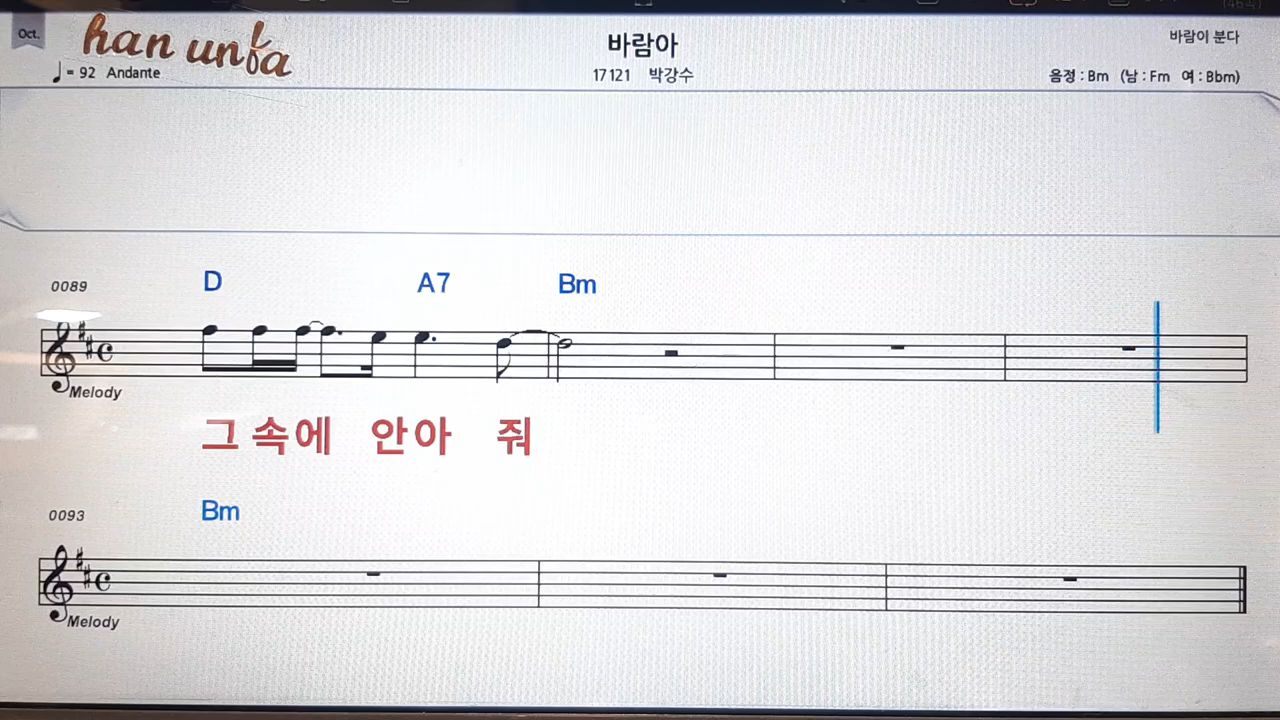 Oct.
han unfa
바람아
바람이 분다
♩ = 92 Andante
17121 박강수
음정 : Bm (남 : Fm 여 : Bbm)
0089
D A7 Bm
Melody
그 속에 안아 줘
0093
Bm
Melody